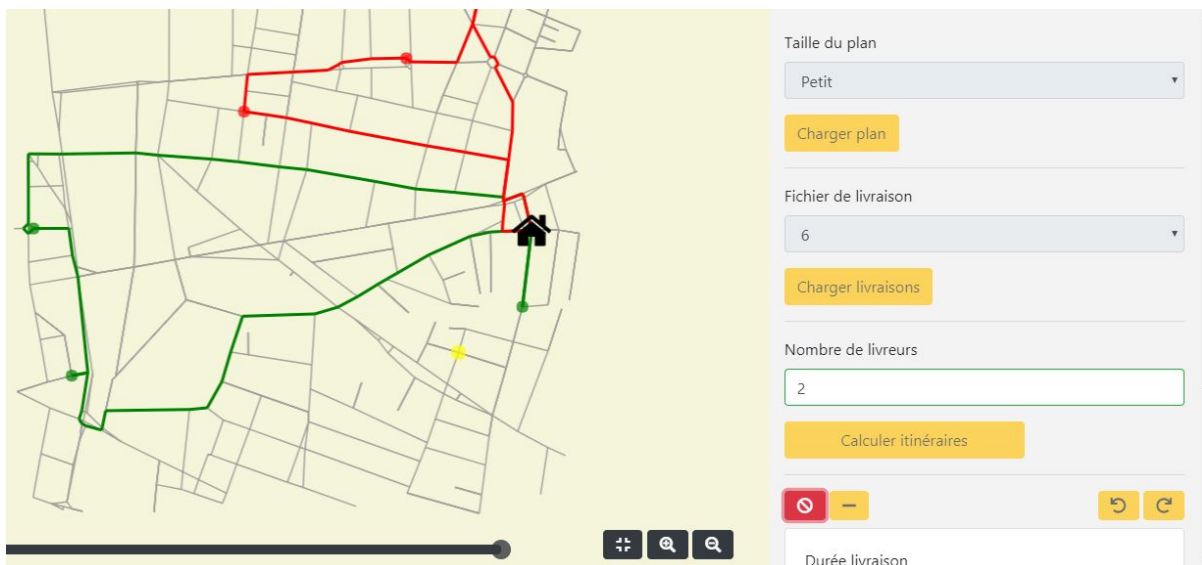 Taille du plan
Petit
Charger plan
Fichier de livraison
6
Charger livraisons
Nombre de livreurs
2
Calculer itinéraires
Durée livraison